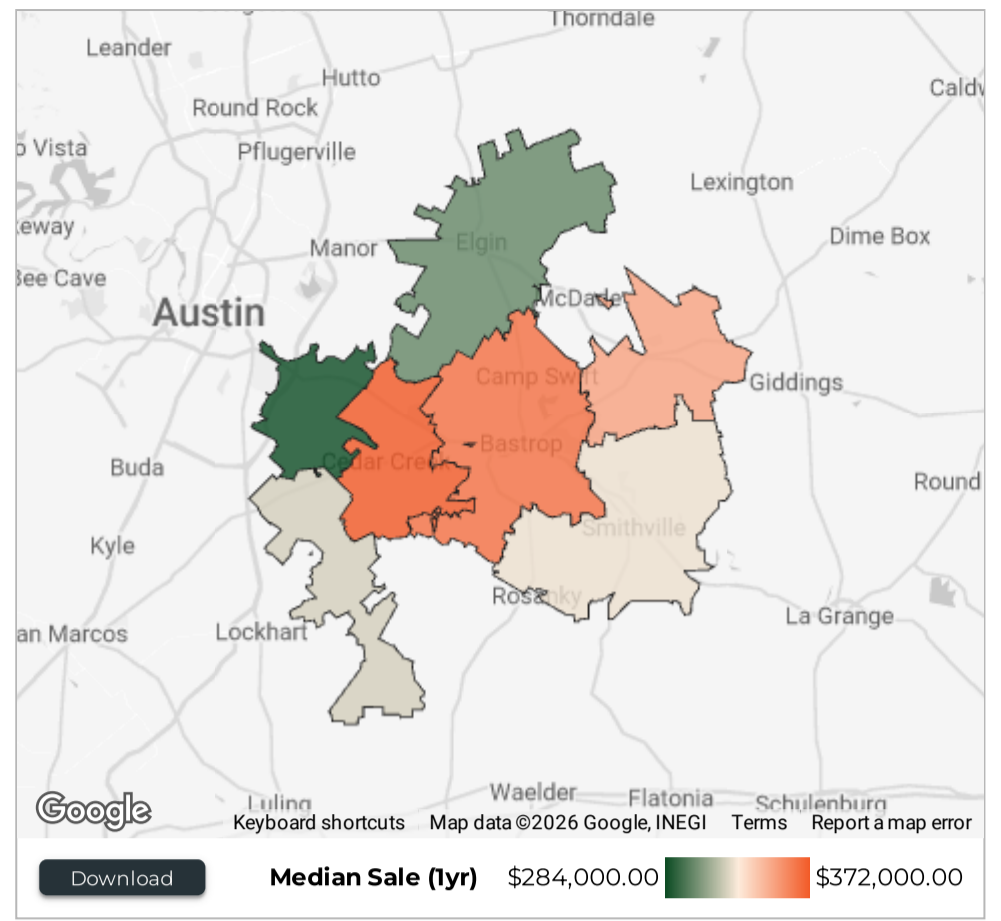 Thorndale
Leander
Hutto
Caldw
Round Rock
o Vista
Pflugerville
Lexington
keway
Manor
Elgin
Dime Box
Bee Cave
McDade
Austin
Camp Swift
Giddings
Bastrop
Buda
Cedar Creek
Round
Smithville
Kyle
Rosanky
La Grange
an Marcos
Lockhart
Waelder
Flatonia
Luling
Schulenburg
Google
Keyboard shortcuts Map data ©2026 Google, INEGI Terms Report a map error
Download Median Sale (1yr) $284,000.00 $372,000.00